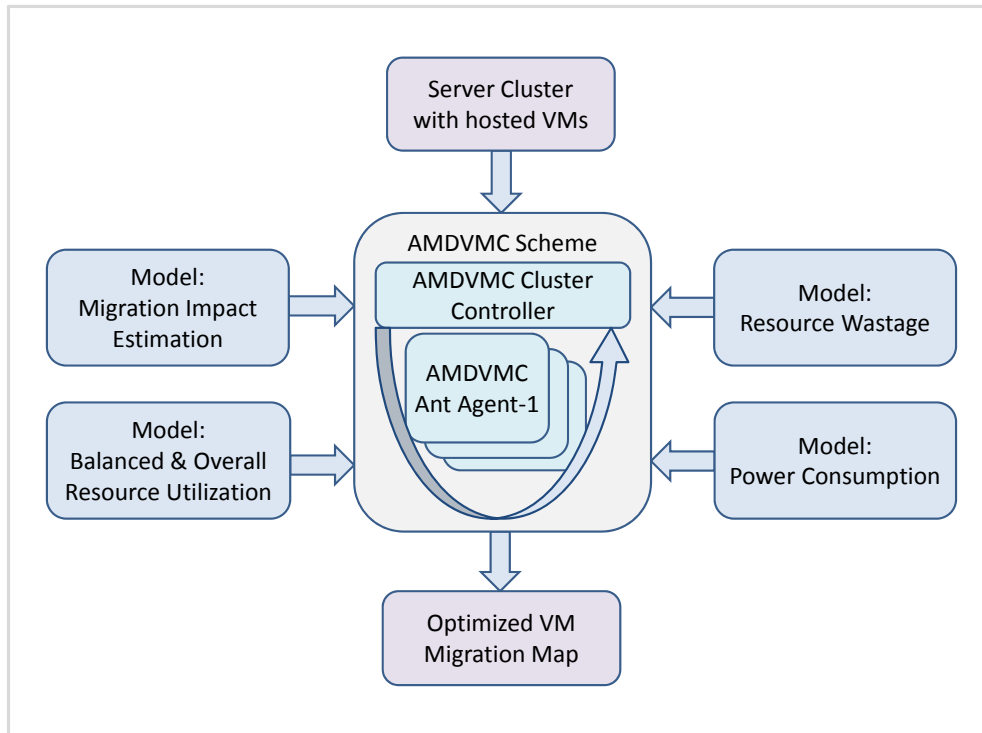 Server Cluster
with hosted VMs
AMDVMC Scheme
AMDVMC Cluster
Controller
AMDVMC
Ant Agent-1
Model:
Migration Impact
Estimation
Model:
Balanced & Overall
Resource Utilization
Model:
Resource Wastage
Model:
Power Consumption
Optimized VM
Migration Map